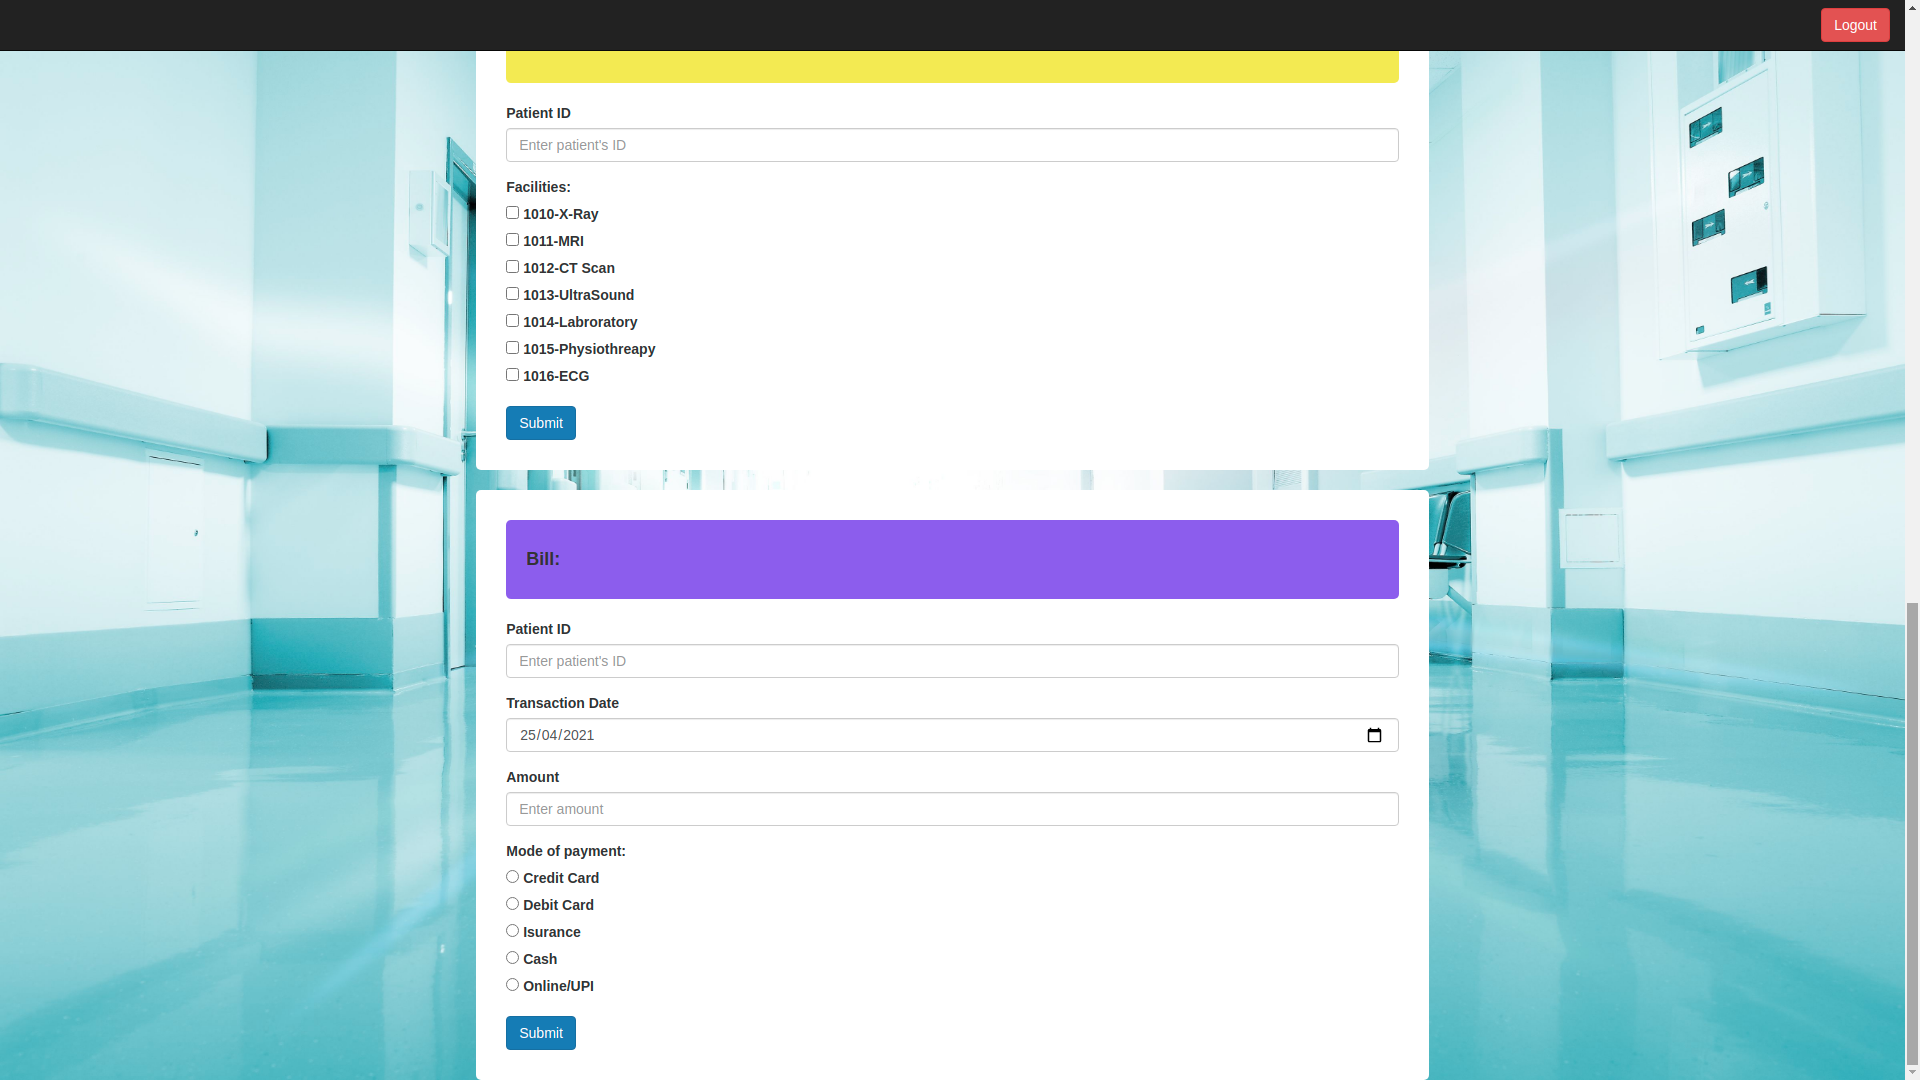 Logout
Patient ID
Enter patient's ID
Facilities:
1010-X-Ray
1011-MRI
1012-CT Scan
1013-UltraSound
1014-Labroratory
1015-Physiothreapy
1016-ECG
Submit
Bill:
Patient ID
Enter patient's ID
Transaction Date
25/04/2021
Amount
Enter amount
Mode of payment:
Credit Card
Debit Card
Isurance
Cash
Online/UPI
Submit